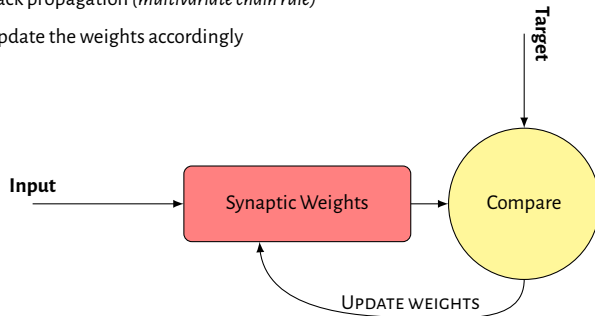 ack propagation (multivariate chain rule)
pdate the weights accordingly
Target
Input
Synaptic Weights
Compare
UPDATE WEIGHTS